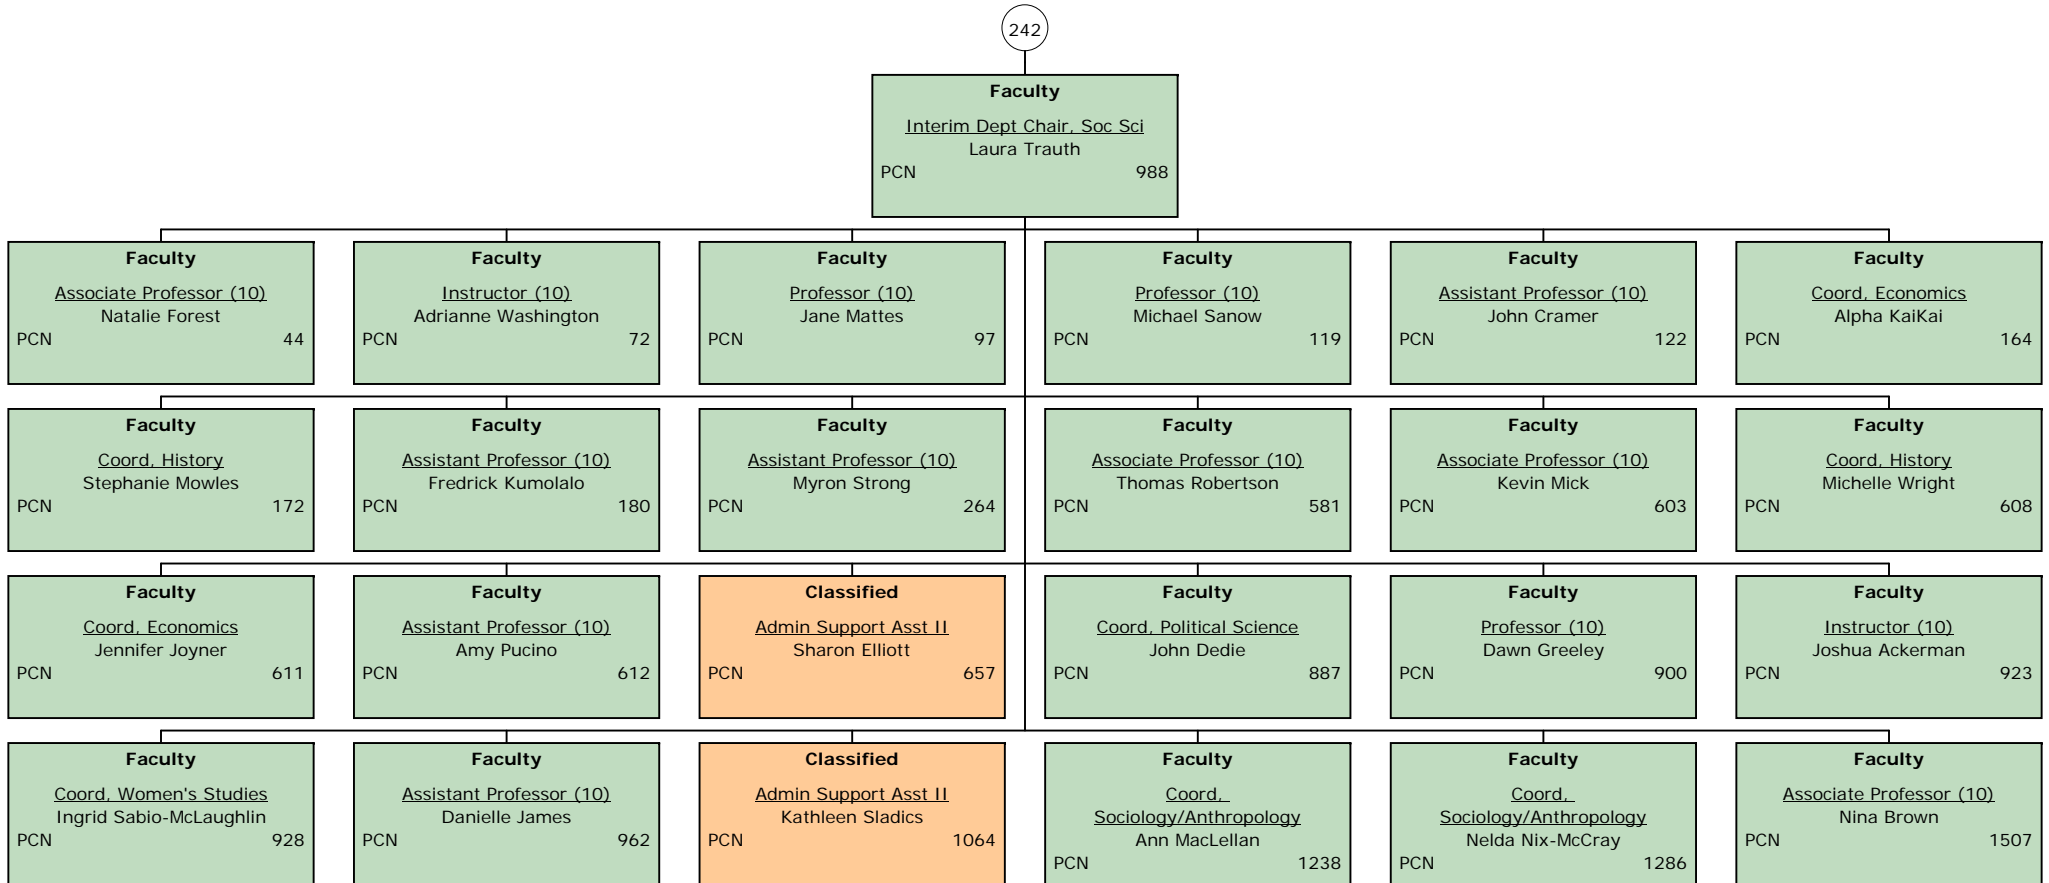 242
Faculty
Interim Dept Chair, Soc Sci
Laura Trauth
PCN 988
Faculty
Associate Professor (10)
Natalie Forest
PCN 44
Faculty
Instructor (10)
Adrianne Washington
PCN 72
Faculty
Professor (10)
Jane Mattes
PCN 97
Faculty
Professor (10)
Michael Sanow
PCN 119
Faculty
Assistant Professor (10)
John Cramer
PCN 122
Faculty
Coord, Economics
Alpha KaiKai
PCN 164
Faculty
Coord, History
Stephanie Mowles
PCN 172
Faculty
Assistant Professor (10)
Fredrick Kumolalo
PCN 180
Faculty
Assistant Professor (10)
Myron Strong
PCN 264
Faculty
Associate Professor (10)
Thomas Robertson
PCN 581
Faculty
Associate Professor (10)
Kevin Mick
PCN 603
Faculty
Coord, History
Michelle Wright
PCN 608
Faculty
Coord, Economics
Jennifer Joyner
PCN 611
Faculty
Assistant Professor (10)
Amy Pucino
PCN 612
Classified
Admin Support Asst II
Sharon Elliott
PCN 657
Faculty
Coord, Political Science
John Dedie
PCN 887
Faculty
Professor (10)
Dawn Greeley
PCN 900
Faculty
Instructor (10)
Joshua Ackerman
PCN 923
Faculty
Coord, Women's Studies
Ingrid Sabio-McLaughlin
PCN 928
Faculty
Assistant Professor (10)
Danielle James
PCN 962
Classified
Admin Support Asst II
Kathleen Sladics
PCN 1064
Faculty
Coord,
Sociology/Anthropology
Ann MacLellan
PCN 1238
Faculty
Coord,
Sociology/Anthropology
Nelda Nix-McCray
PCN 1286
Faculty
Associate Professor (10)
Nina Brown
PCN 1507